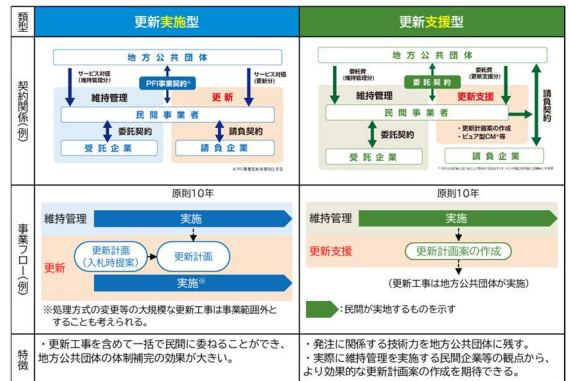 類型
更新実施型
更新支援型
契約関係(例)
地方公共団体
サービス対価
(維持管理分)
PFI事業契約※
サービス対価
(更新分)
維持管理
更新
民間事業者
委託契約
請負契約
受託企業
請負企業
※ PFI事業契約を原則とする
地方公共団体
委託費
(維持管理分)
委託契約
委託費
(更新支援分)
請負契約
維持管理
更新支援
民間事業者
委託契約
・更新計画案の作成
・ピュア型CM※等
受託企業
請負企業
事業フロー(例)
原則10年
維持管理
実施
更新
更新計画
(入札時提案)
更新計画
実施※
※処理方式の変更等の大規模な更新工事は事業範囲外と
することも考えられる。
原則10年
維持管理
実施
更新支援
更新計画案の作成
(更新工事は地方公共団体が実施)
:民間が実地するものを示す
特徴
・更新工事を含めて一括で民間に委ねることができ、
地方公共団体の体制補完の効果が大きい。
・発注に関係する技術力を地方公共団体に残す。
・実際に維持管理を実施する民間企業等の観点から、
より効果的な更新計画案の作成を期待できる。